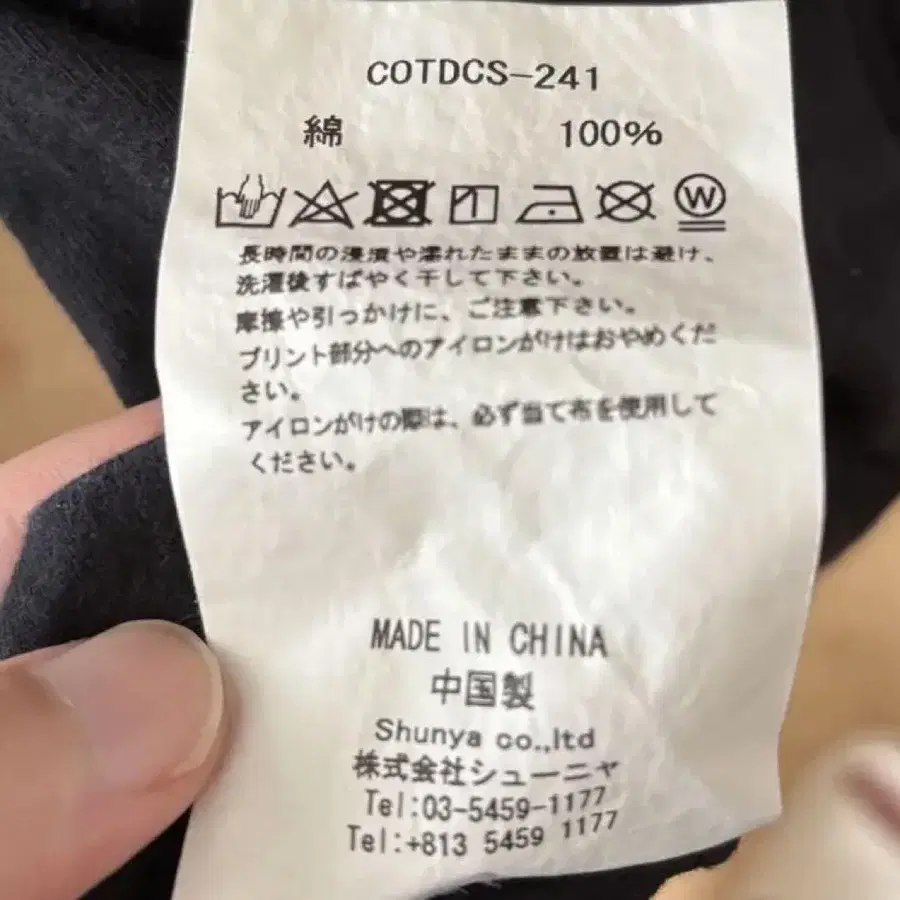 COTDCS-241
綿 100%
W
長時間の浸漬や濡れたままの放置は避け、
洗濯後すばやく干して下さい。
摩擦や引っかけに、ご注意下さい。
プリント部分へのアイロンがけはおやめくだ
さい。
アイロンがけの際は、必ず当て布を使用して
ください。
MADE IN CHINA
中国製
Shunya co.,ltd
株式会社シューニャ
Tel:03-5459-1177
Tel:+813 5459 1177